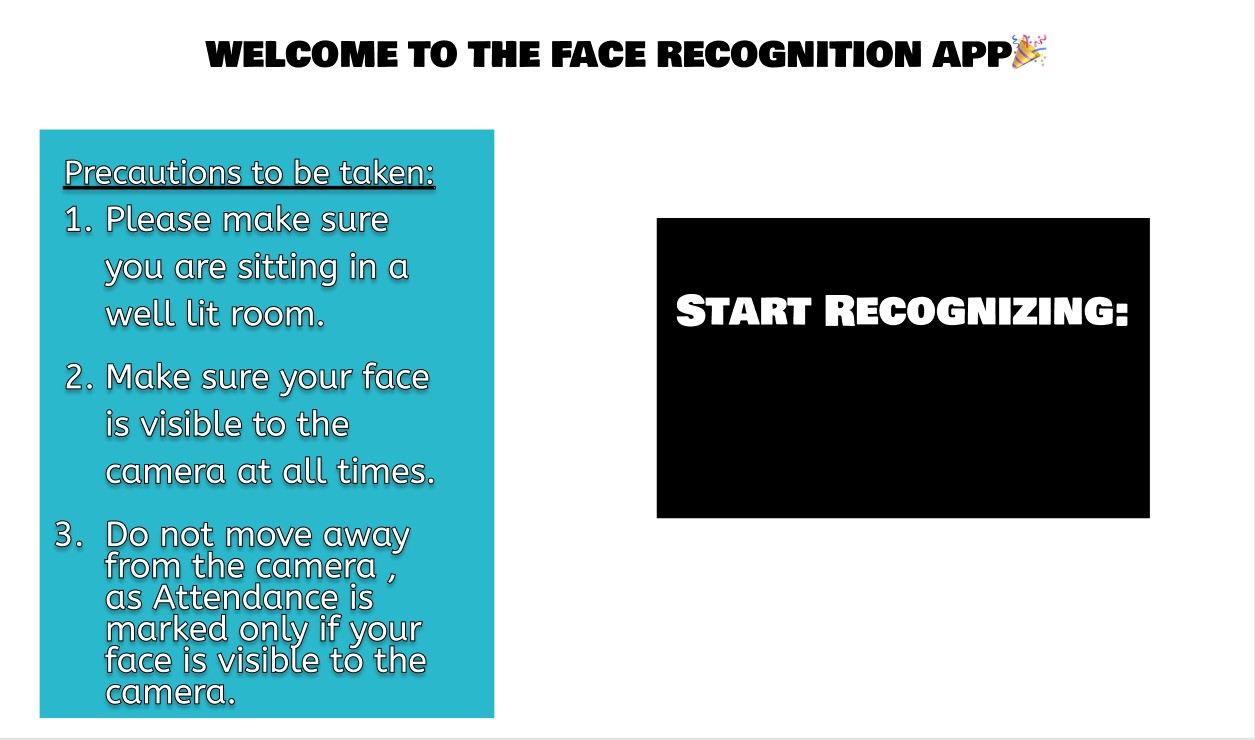 WELCOME TO THE FACE RECOGNITION APP🎉
Precautions to be taken:
1. Please make sure
you are sitting in a
well lit room.
2. Make sure your face
is visible to the
camera at all times.
3. Do not move away
from the camera ,
as Attendance is
marked only if your
face is visible to the
camera.
START RECOGNIZING: